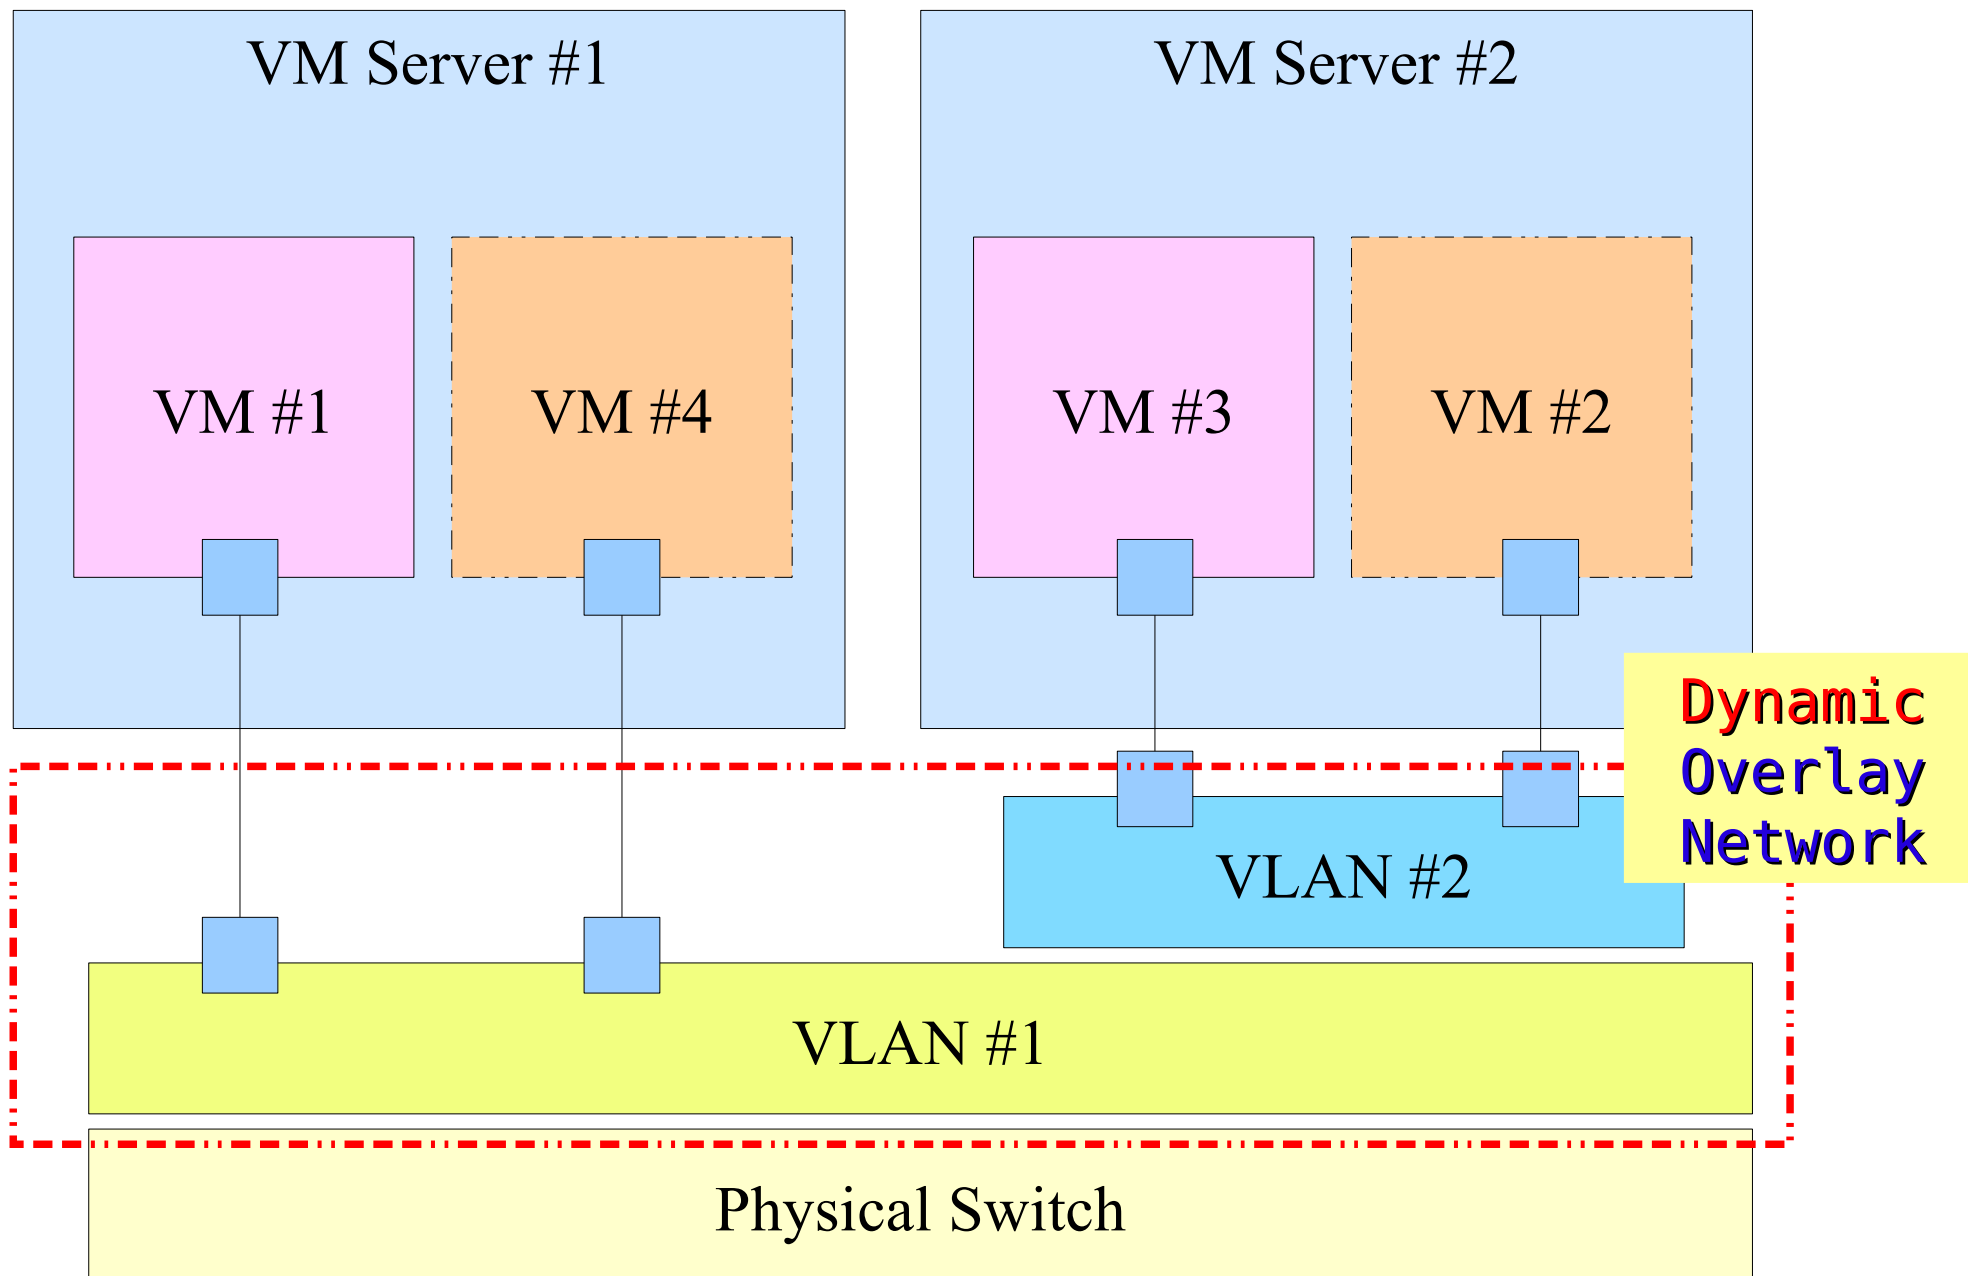 VM Server #1
VM Server #2
VM #1
VM #4
VM #3
VM #2
Dynamic
Overlay
Network
VLAN #2
VLAN #1
Physical Switch